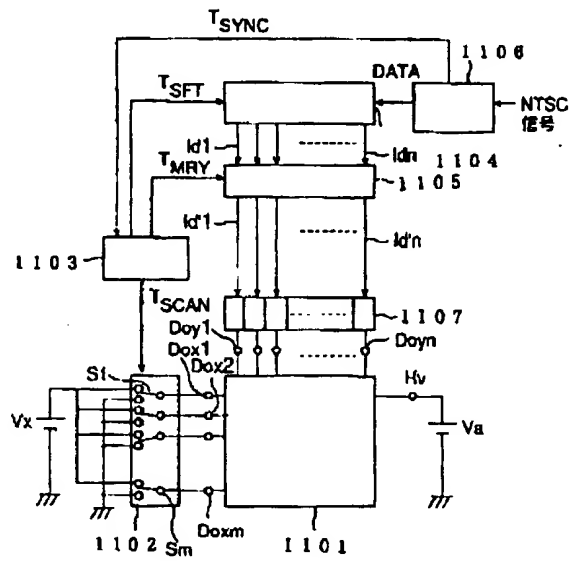 TSYNC
1106
DATA
TSFT
NTSC
信号
Id1
Idn
1104
TMRY
1105
Id'1
Id'n
1103
TSCAN
1107
Doy1
Doyn
Dox1
Dox2
S1
Hv
Vx
Va
1102
Sm
Doxm
1101